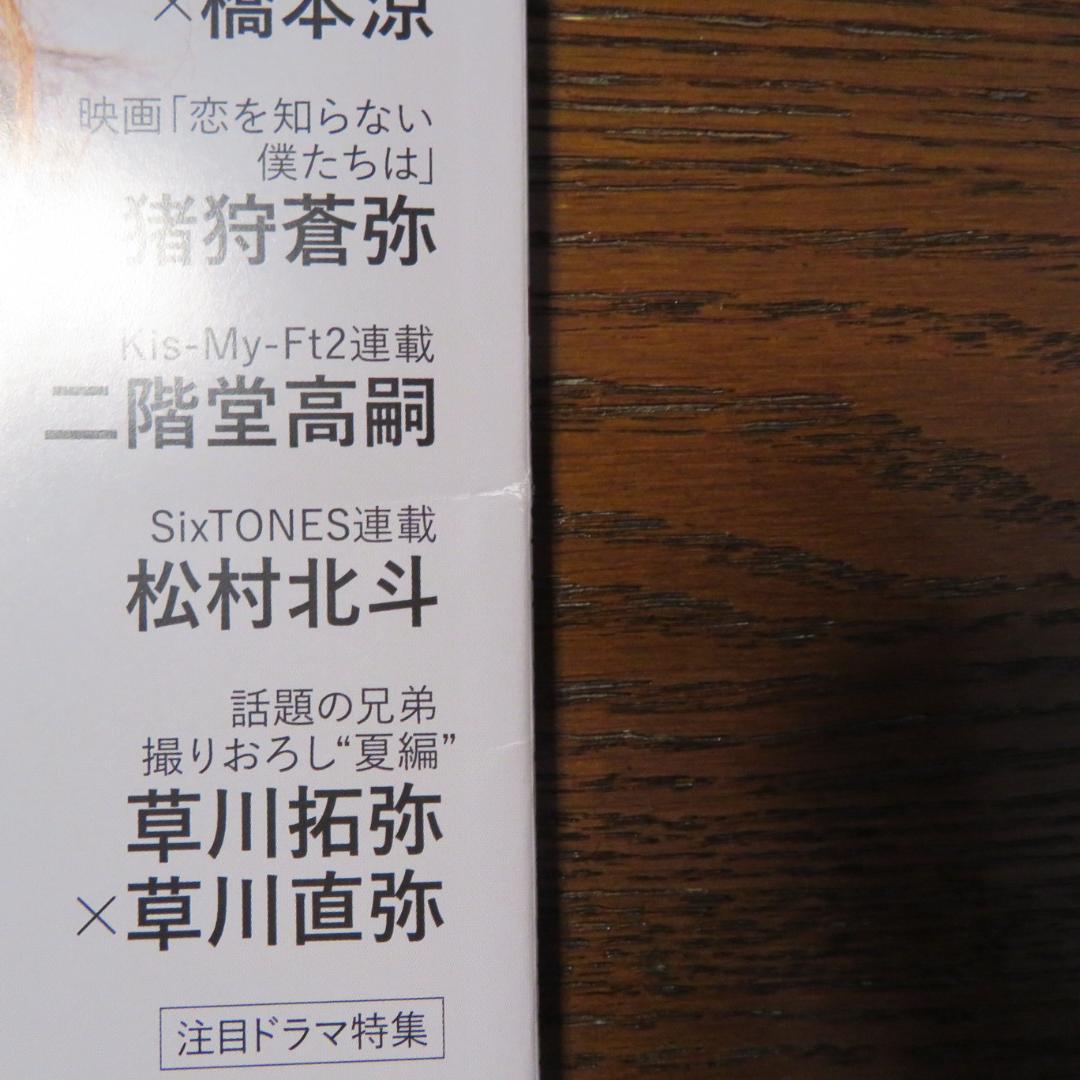 ×橋本涼
映画「恋を知らない
僕たちは」
猪狩蒼弥
Kis-My-Ft2連載
二階堂高嗣
SixTONES連載
松村北斗
話題の兄弟
撮りおろし“夏編”
草川拓弥
×草川直弥
注目ドラマ特集